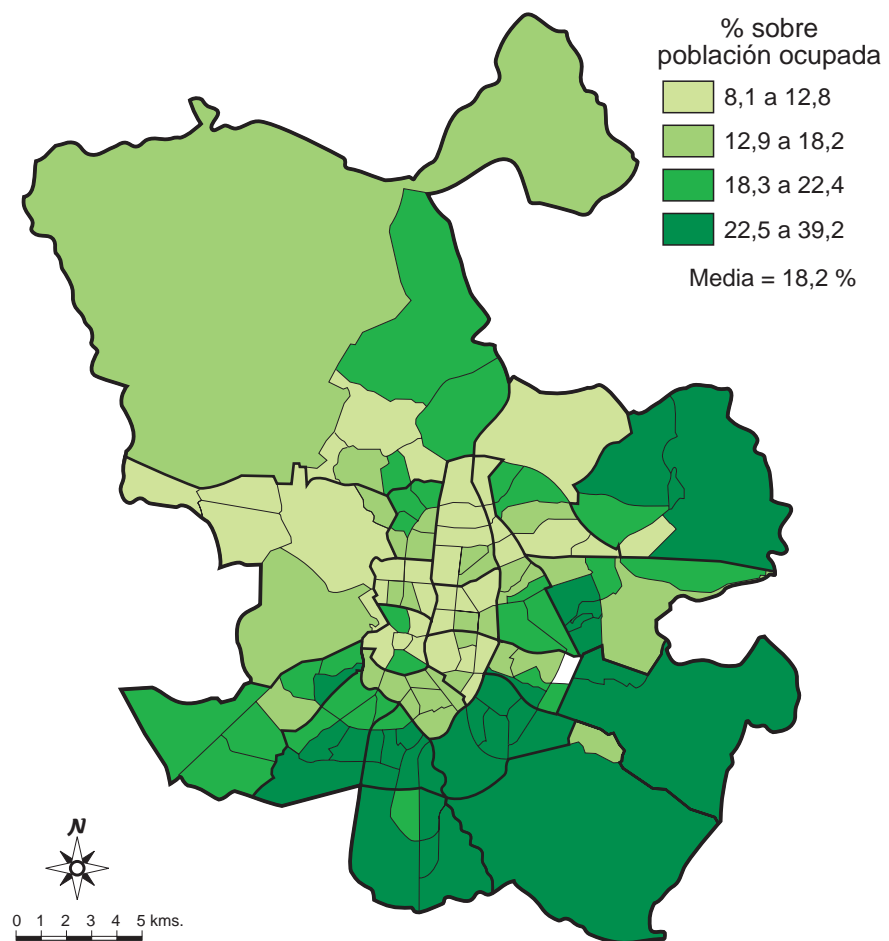 % sobre
población ocupada
8,1 a 12,8
12,9 a 18,2
18,3 a 22,4
22,5 a 39,2
Media = 18,2 %
N
0 1 2 3 4 5 kms.